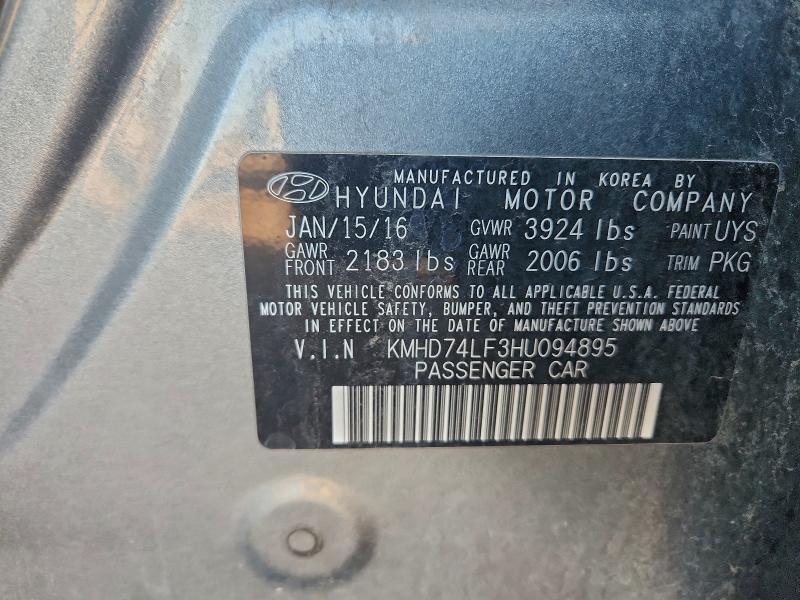 MANUFACTURED IN KOREA BY
HYUNDAI MOTOR COMPANY
JAN/15/16 GVWR 3924 lbs PAINT UYS
GAWR FRONT 2183 lbs GAWR REAR 2006 lbs TRIM PKG
THIS VEHICLE CONFORMS TO ALL APPLICABLE U.S.A. FEDERAL
MOTOR VEHICLE SAFETY, BUMPER, AND THEFT PREVENTION STANDARDS
IN EFFECT ON THE DATE OF MANUFACTURE SHOWN ABOVE
V.I.N KMHD74LF3HU094895
PASSENGER CAR